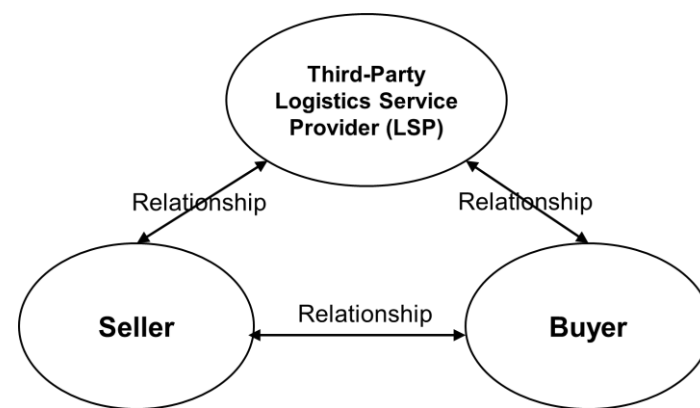 Third-Party
Logistics Service
Provider (LSP)
Relationship
Relationship
Seller
Relationship
Buyer